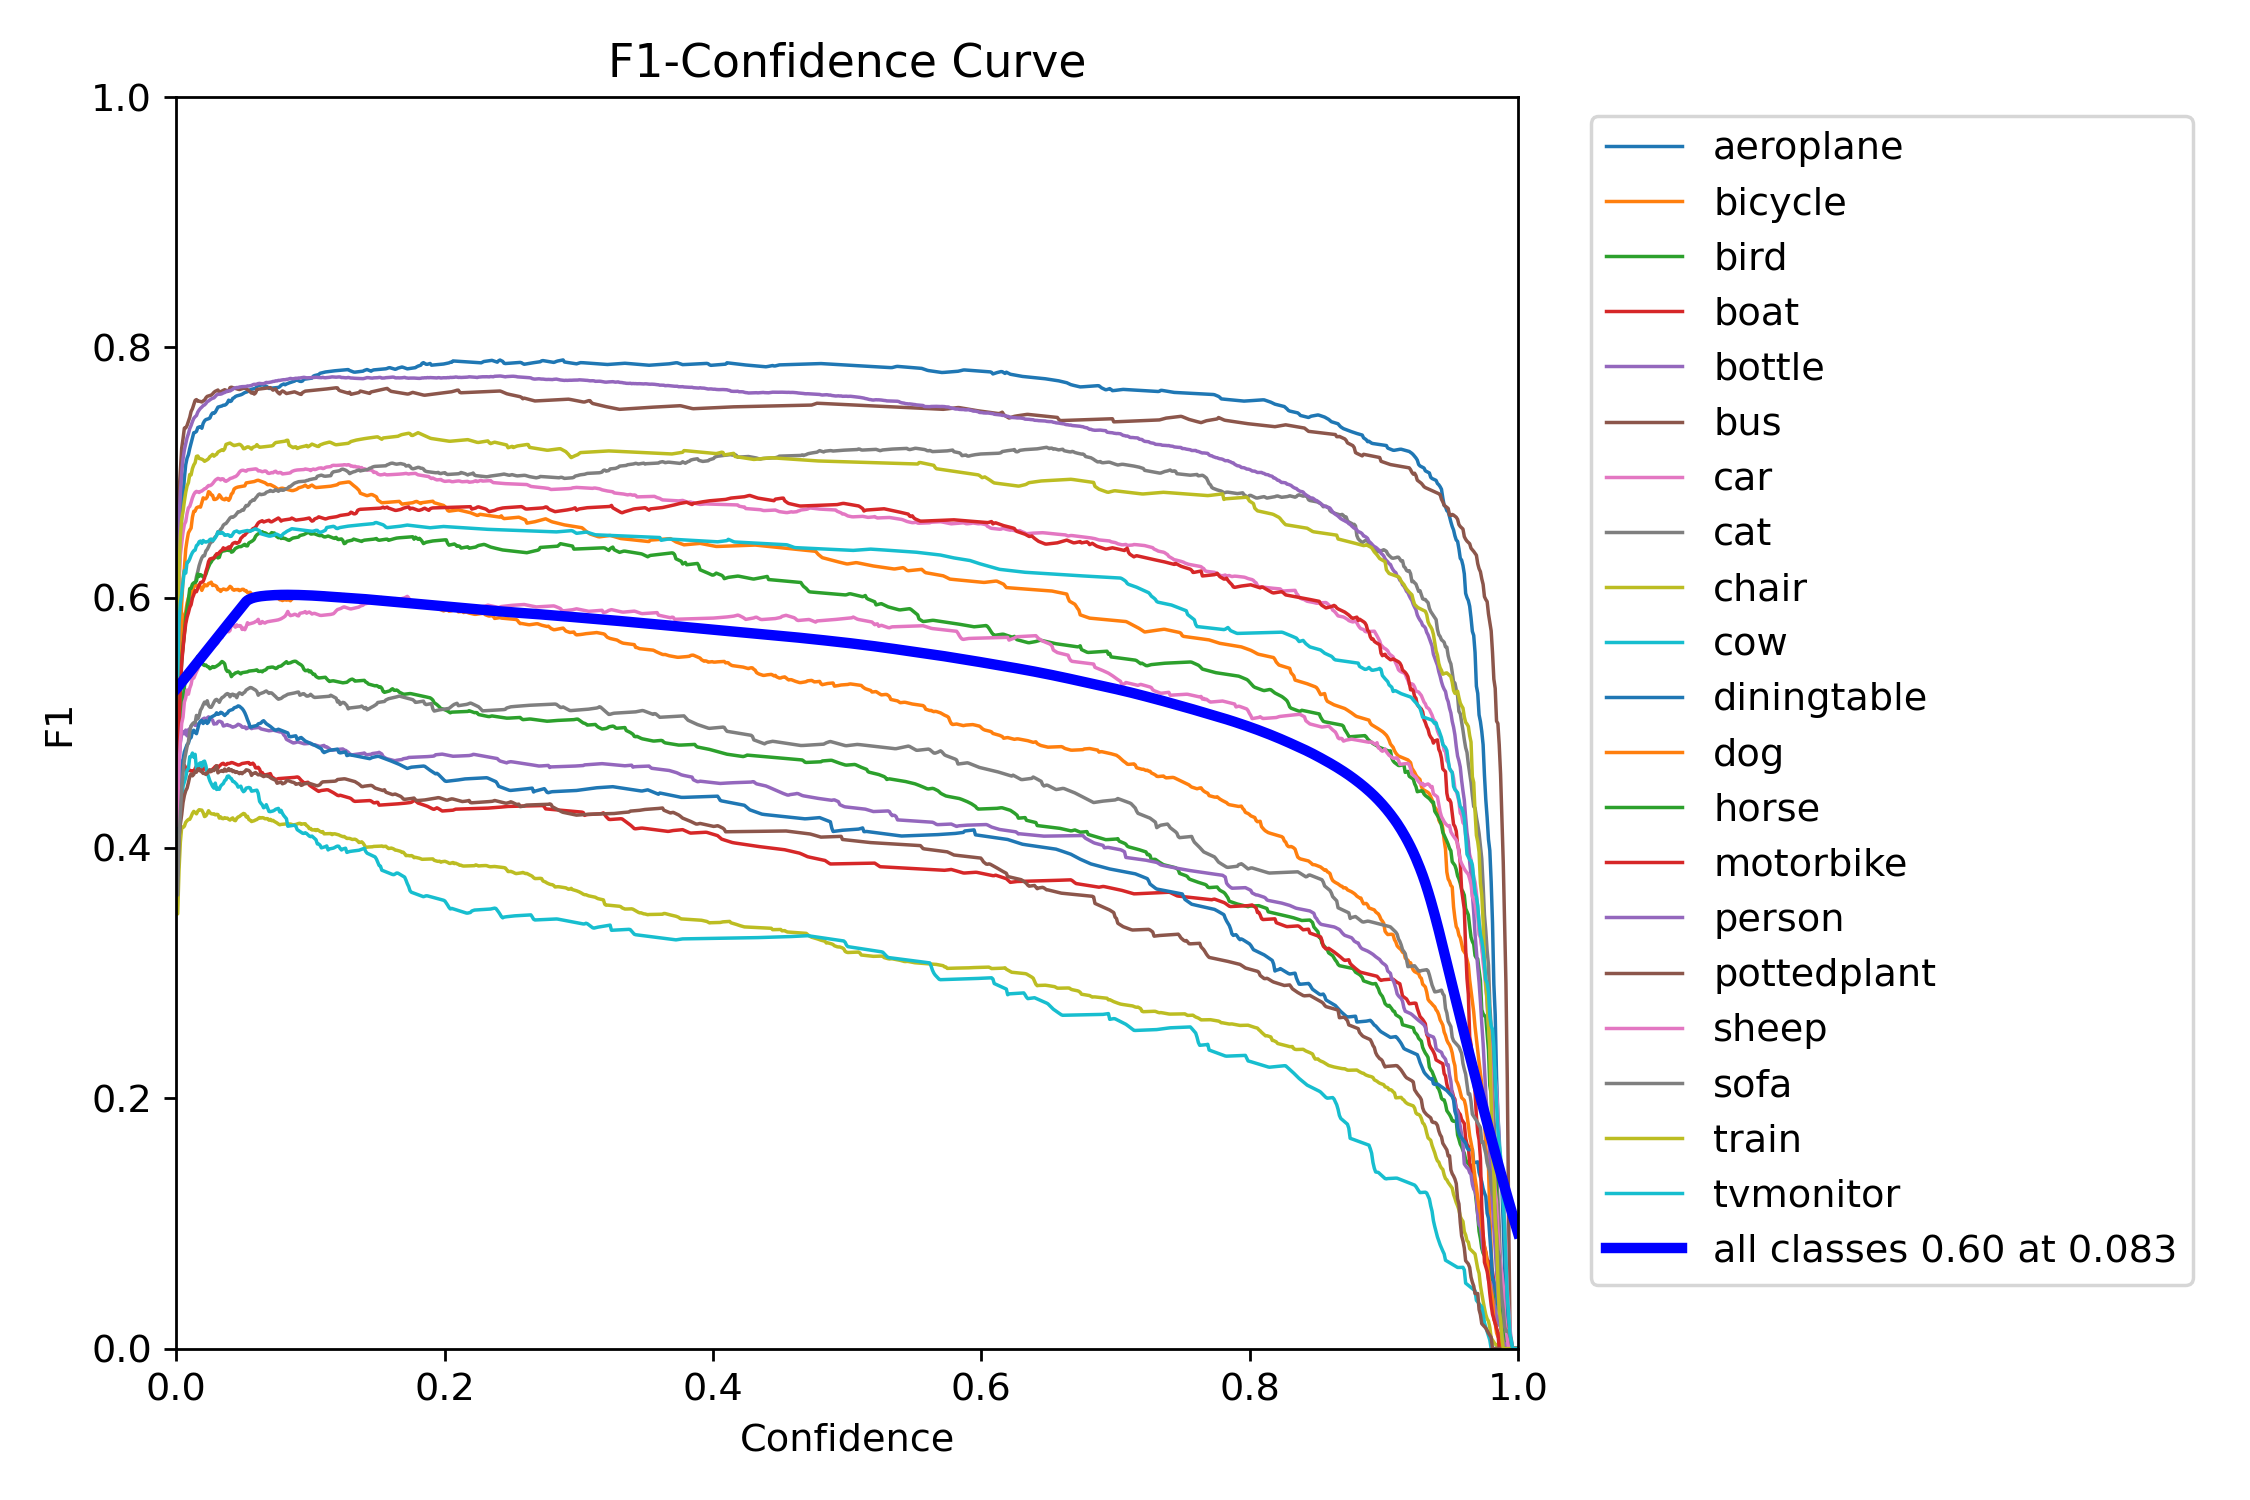 F1-Confidence Curve
1.0
0.8
0.6
0.4
0.2
0.0
F1
0.0 0.2 0.4 0.6 0.8 1.0
Confidence
aeroplane
bicycle
bird
boat
bottle
bus
car
cat
chair
cow
diningtable
dog
horse
motorbike
person
pottedplant
sheep
sofa
train
tvmonitor
all classes 0.60 at 0.083